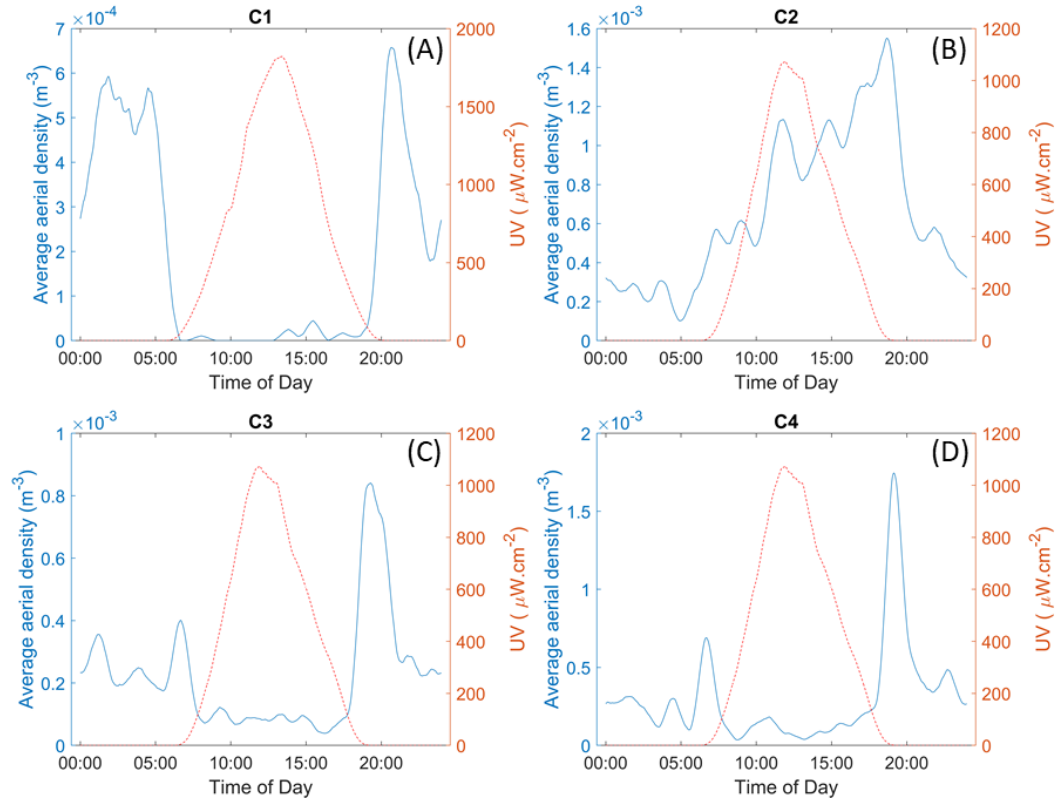 C1
(A)
×10⁻⁴
7
6
5
4
3
2
1
0
Average aerial density (m⁻³)
2000
1500
1000
500
0
UV ( μW.cm⁻²)
00:00 05:00 10:00 15:00 20:00
Time of Day
C2
(B)
×10⁻³
1.6
1.4
1.2
1
0.8
0.6
0.4
0.2
0
Average aerial density (m⁻³)
1200
1000
800
600
400
200
0
UV ( μW.cm⁻²)
00:00 05:00 10:00 15:00 20:00
Time of Day
C3
(C)
×10⁻³
1
0.8
0.6
0.4
0.2
0
Average aerial density (m⁻³)
1200
1000
800
600
400
200
0
UV ( μW.cm⁻²)
00:00 05:00 10:00 15:00 20:00
Time of Day
C4
(D)
×10⁻³
2
1.5
1
0.5
0
Average aerial density (m⁻³)
1200
1000
800
600
400
200
0
UV ( μW.cm⁻²)
00:00 05:00 10:00 15:00 20:00
Time of Day